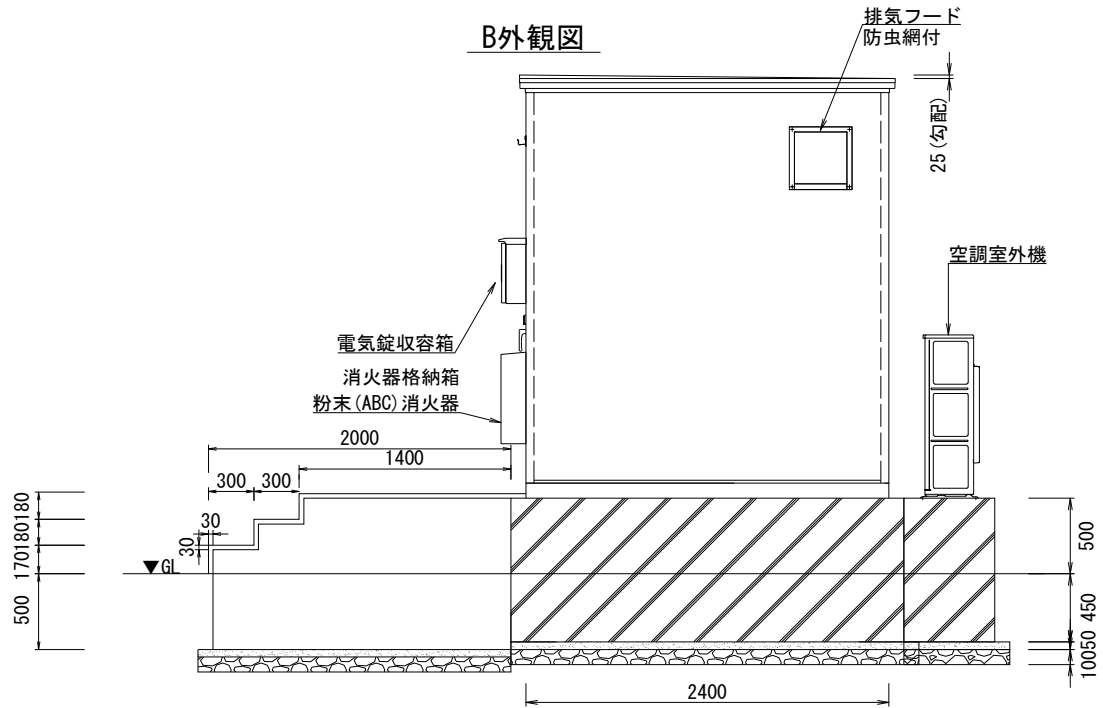 B外観図
排気フード
防虫網付
25(勾配)
空調室外機
電気錠収容箱
消火器格納箱
粉末(ABC)消火器
2000
1400
300
300
180
30
180
30
170
▼GL
500
500
450
50
100
2400